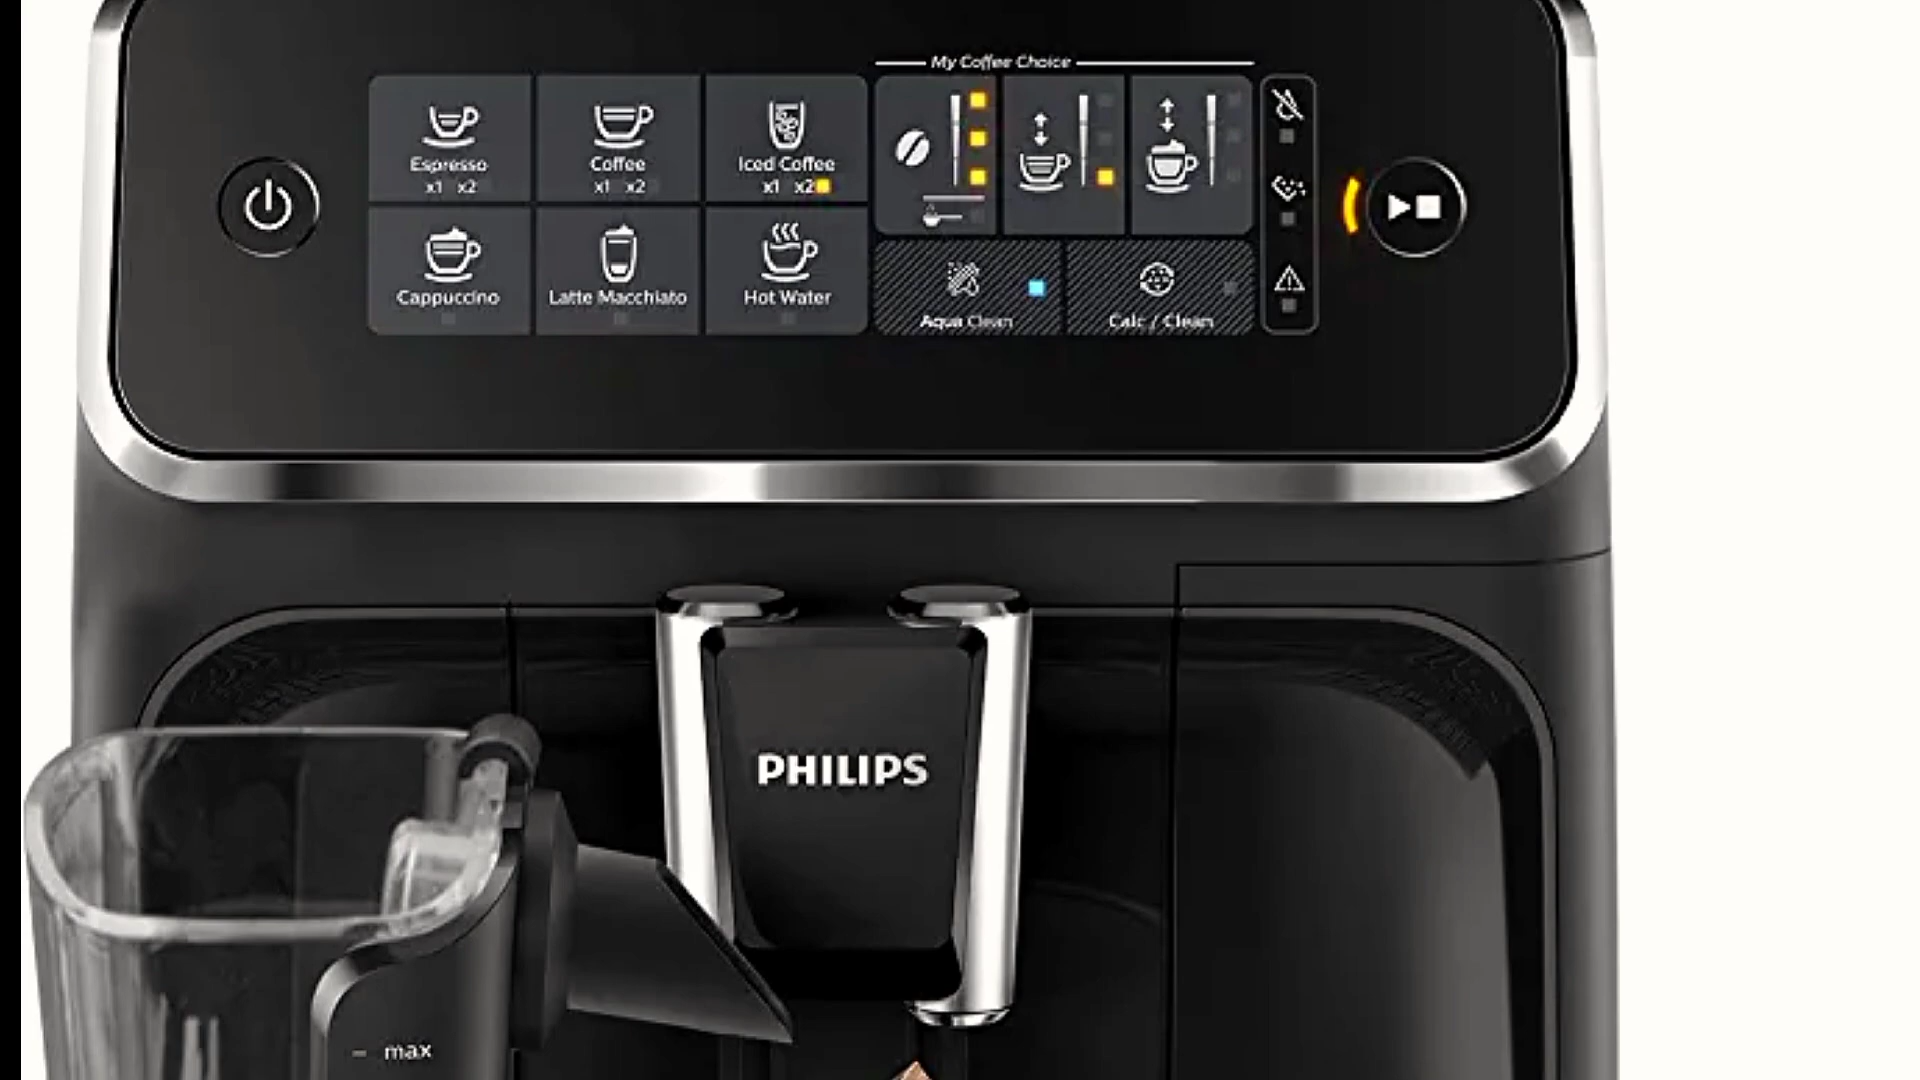 My Coffee Choice
Espresso
x1 x2
Coffee
x1 x2
Iced Coffee
x1 x2
Cappuccino
Latte Macchiato
Hot Water
Aqua Clean
Calc / Clean
PHILIPS
max